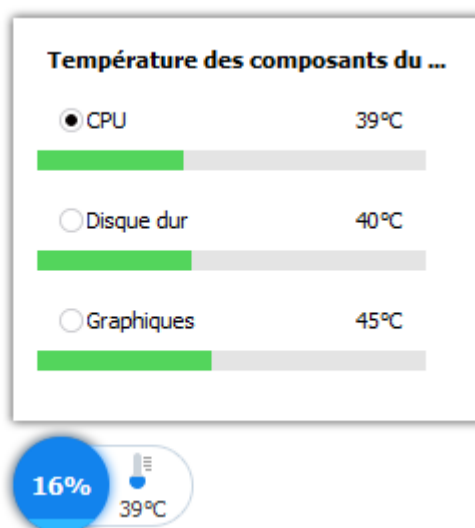 Température des composants du ...
CPU 39°C
Disque dur 40°C
Graphiques 45°C
16%
39°C